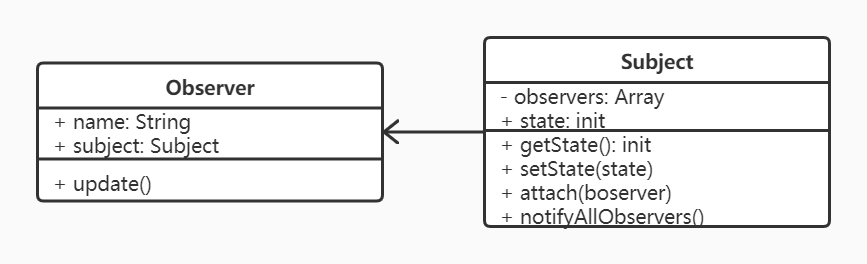 Observer
+ name: String
+ subject: Subject
+ update()
Subject
- observers: Array
+ state: init
+ getState(): init
+ setState(state)
+ attach(boserver)
+ notifyAllObservers()